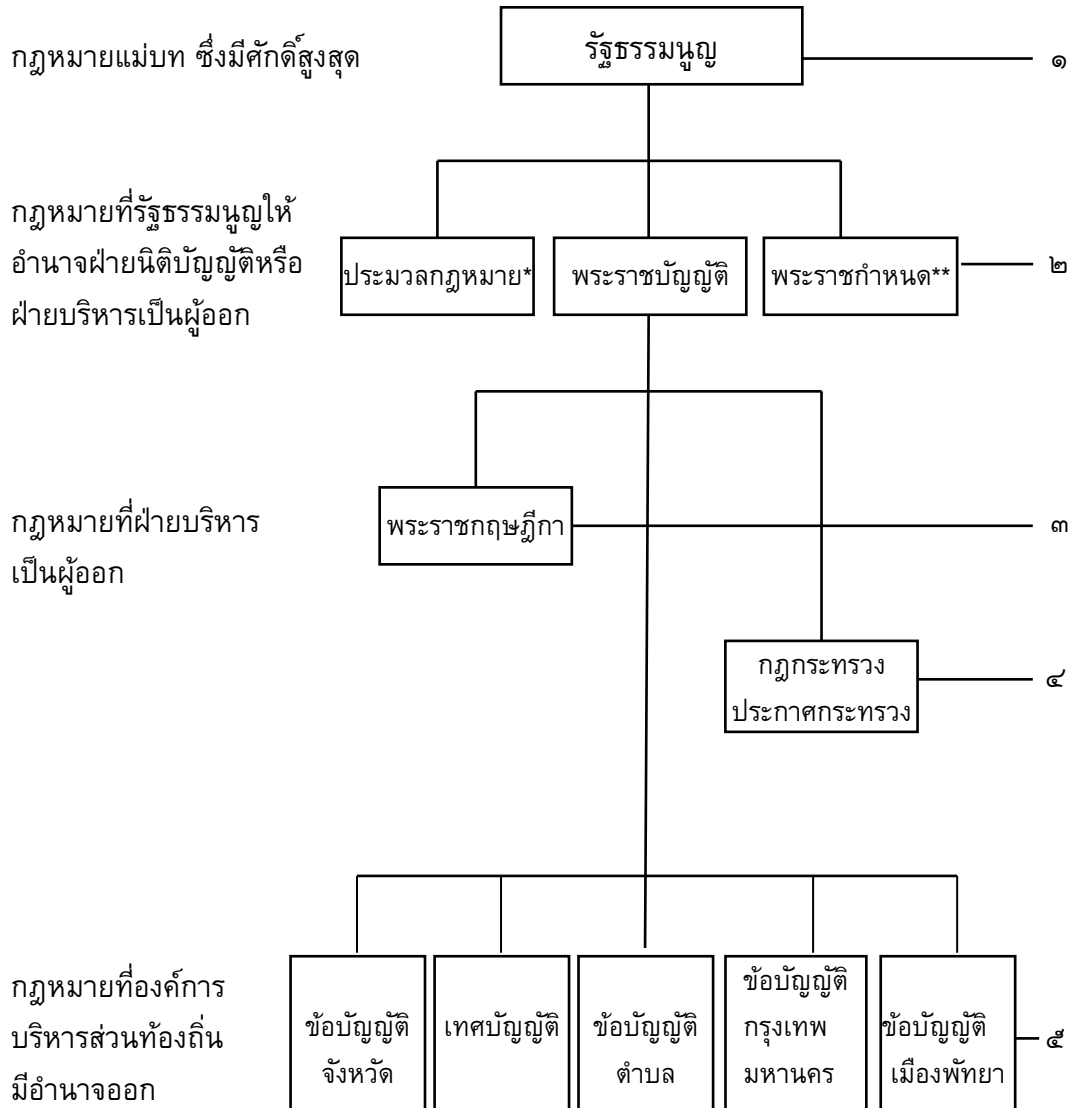 กฎหมายแม่บท ซึ่งมีศักดิ์สูงสุด
รัฐธรรมนูญ
๑
กฎหมายที่รัฐธรรมนูญให้
อำนาจฝ่ายนิติบัญญัติหรือ
ฝ่ายบริหารเป็นผู้ออก
ประมวลกฎหมาย*
พระราชบัญญัติ
พระราชกำหนด**
๒
กฎหมายที่ฝ่ายบริหาร
เป็นผู้ออก
พระราชกฤษฎีกา
๓
กฎกระทรวง
ประกาศกระทรวง
๔
กฎหมายที่องค์การ
บริหารส่วนท้องถิ่น
มีอำนาจออก
ข้อบัญญัติ
จังหวัด
เทศบัญญัติ
ข้อบัญญัติ
ตำบล
ข้อบัญญัติ
กรุงเทพ
มหานคร
ข้อบัญญัติ
เมืองพัทยา
๕